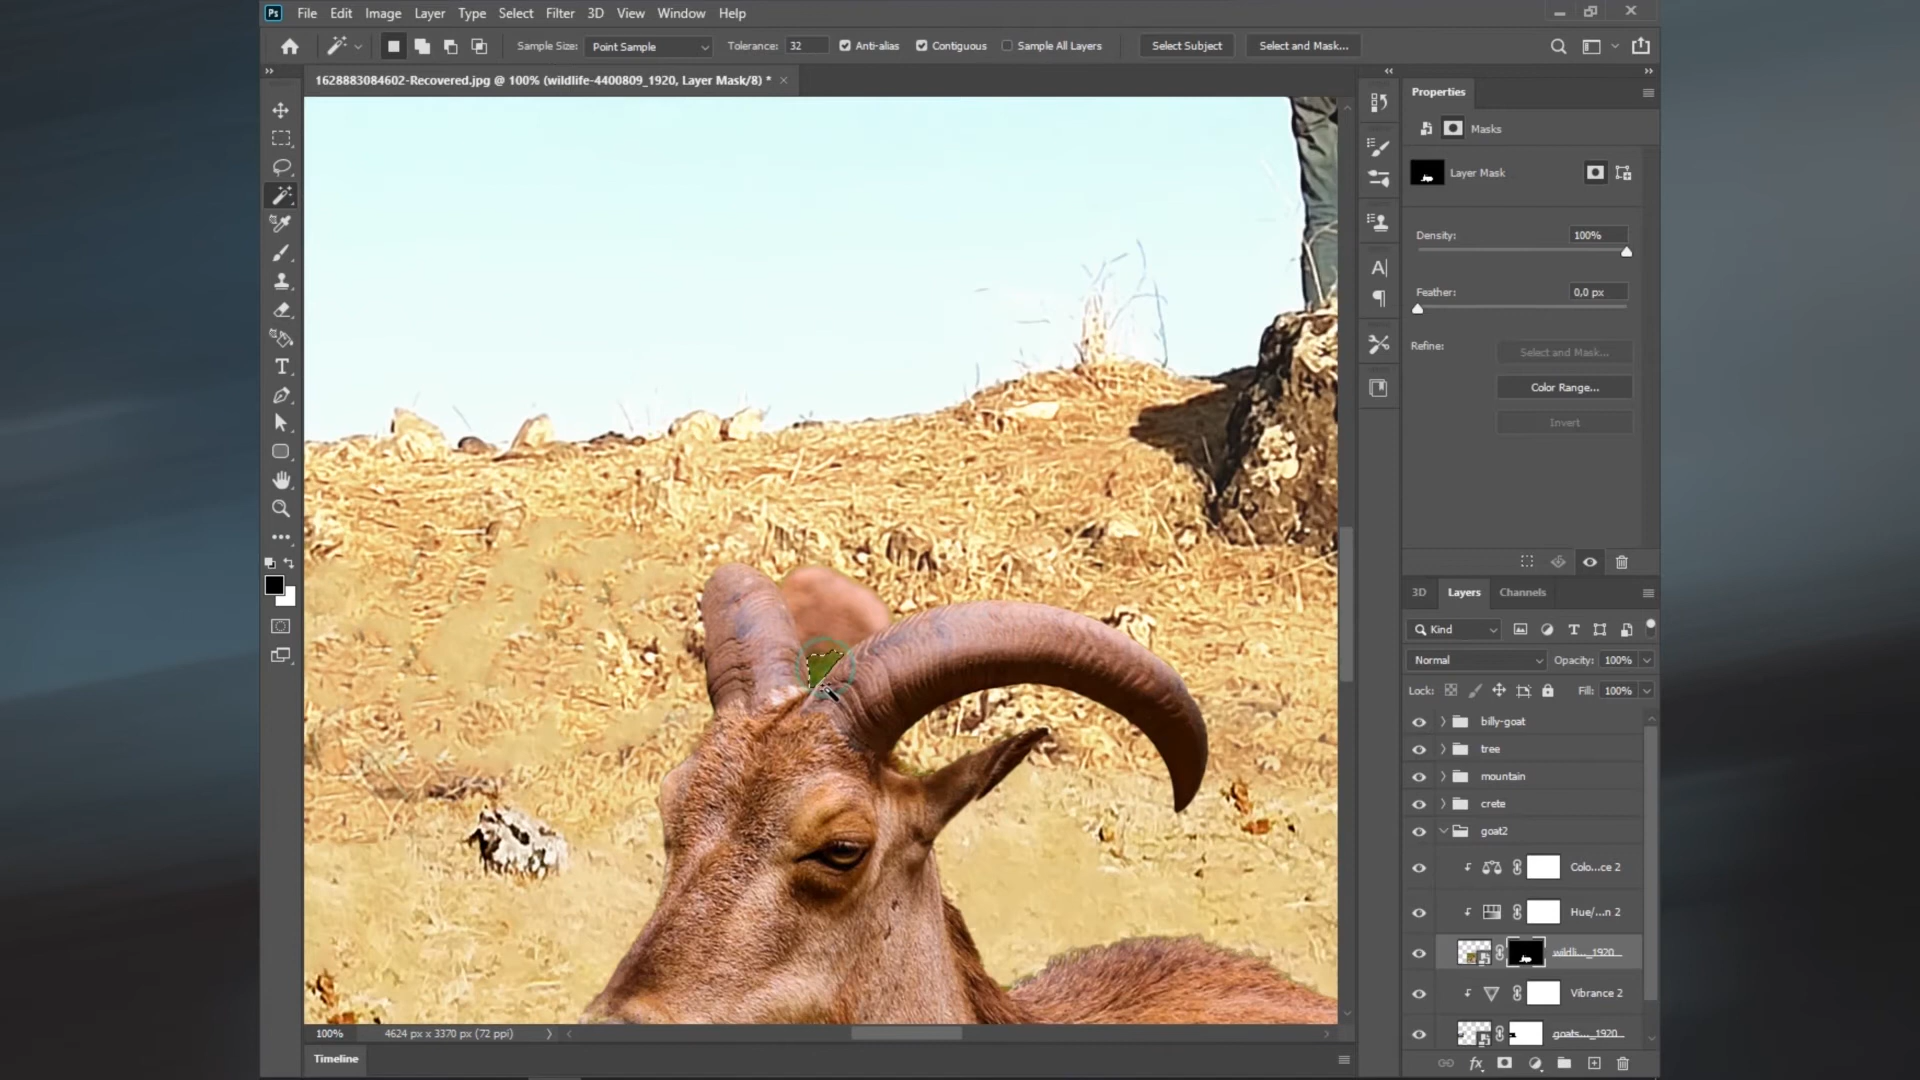 Ps File Edit Image Layer Type Select Filter 3D View Window Help
Sample Size: Point Sample Tolerance: 32 Anti-alias Contiguous Sample All Layers Select Subject Select and Mask...
1628883084602-Recovered.jpg @ 100% (wildlife-4400809_1920, Layer Mask/8) *
Properties
Masks
Layer Mask
Density: 100%
Feather: 0,0 px
Refine: Select and Mask...
Color Range...
Invert
3D Layers Channels
Kind
Normal Opacity: 100%
Lock: Fill: 100%
billy-goat
tree
mountain
crete
goat2
Colo...ce 2
Hue/...n 2
wildli..._1920
Vibrance 2
goats..._1920
fx
100% 4624 px x 3370 px (72 ppi)
Timeline